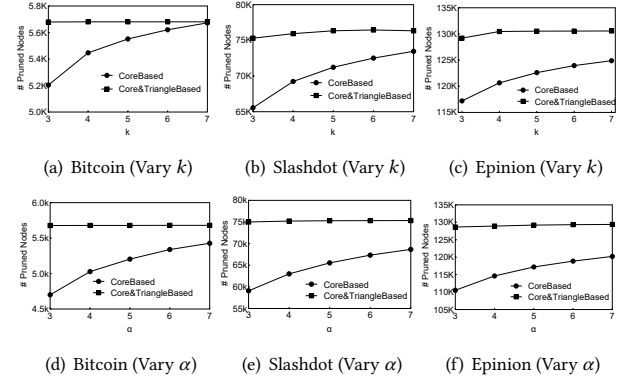 5.8K
5.6K
5.4K
5.2K
5.0K
# Pruned Nodes
CoreBased
Core&TriangleBased
3 4 5 6 7
k
(a) Bitcoin (Vary k)
80K
75K
70K
65K
# Pruned Nodes
CoreBased
Core&TriangleBased
3 4 5 6 7
k
(b) Slashdot (Vary k)
135K
130K
125K
120K
115K
# Pruned Nodes
CoreBased
Core&TriangleBased
3 4 5 6 7
k
(c) Epinion (Vary k)
6.0k
5.5k
5.0k
4.5k
# Pruned Nodes
CoreBased
Core&TriangleBased
3 4 5 6 7
α
(d) Bitcoin (Vary α)
80k
75k
70k
65k
60k
55k
# Pruned Nodes
CoreBased
Core&TriangleBased
3 4 5 6 7
α
(e) Slashdot (Vary α)
135K
130K
125K
120K
115K
110K
105K
# Pruned Nodes
CoreBased
Core&TriangleBased
3 4 5 6 7
α
(f) Epinion (Vary α)